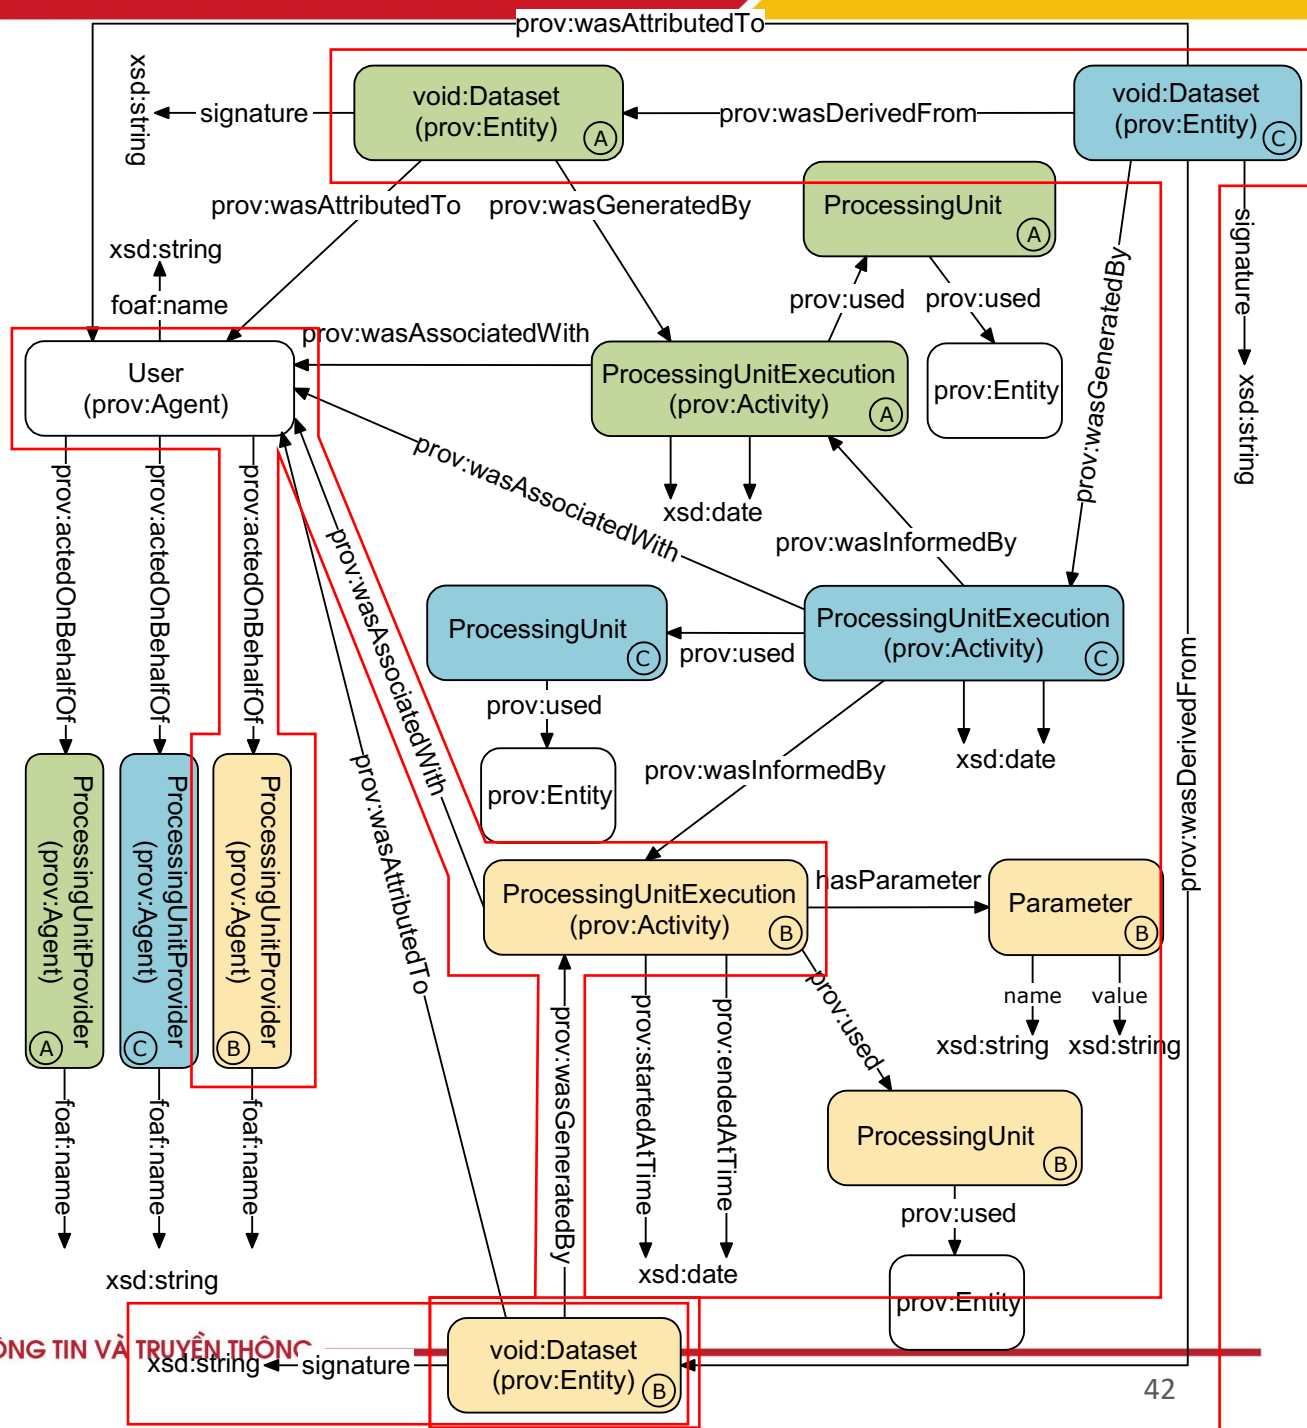 prov:wasAttributedTo
void:Dataset
(prov:Entity)
A
prov:wasDerivedFrom
void:Dataset
(prov:Entity)
C
signature
xsd:string
prov:wasAttributedTo
prov:wasGeneratedBy
ProcessingUnit
A
signature
xsd:string
xsd:string
foaf:name
prov:used
prov:used
prov:wasGeneratedBy
prov:wasAssociatedWith
User
(prov:Agent)
ProcessingUnitExecution
(prov:Activity)
A
prov:Entity
prov:wasAssociatedWith
xsd:date
prov:wasInformedBy
prov:actedOnBehalfOf
prov:actedOnBehalfOf
prov:actedOnBehalfOf
prov:wasAssociatedWith
ProcessingUnit
C
prov:used
ProcessingUnitExecution
(prov:Activity)
C
prov:used
prov:Entity
prov:wasInformedBy
xsd:date
prov:wasDerivedFrom
ProcessingUnitProvider
(prov:Agent)
A
ProcessingUnitProvider
(prov:Agent)
C
ProcessingUnitProvider
(prov:Agent)
B
prov:wasAttributedTo
ProcessingUnitExecution
(prov:Activity)
B
hasParameter
Parameter
B
name
value
xsd:string
xsd:string
prov:used
prov:wasGeneratedBy
prov:startedAtTime
prov:endedAtTime
ProcessingUnit
B
foaf:name
foaf:name
foaf:name
xsd:string
prov:used
xsd:date
prov:Entity
ÔNG TIN VÀ TRUYỀN THÔNG
xsd:string
signature
void:Dataset
(prov:Entity)
B
42